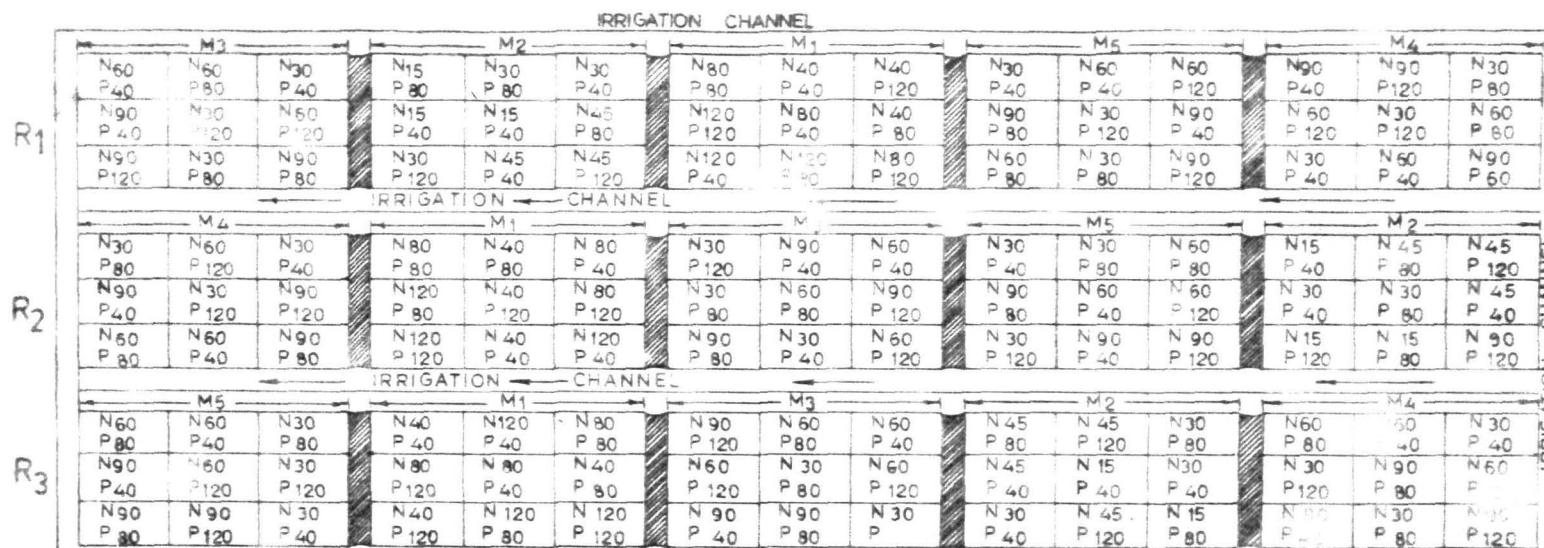 IRRIGATION CHANNEL
M3 M2 M1 M5 M4
N60 N60 N30 N15 N30 N30 N80 N40 N40 N30 N60 N60 N90 N90 N30
P40 P80 P40 P80 P80 P40 P80 P40 P120 P40 P40 P120 P40 P120 P80
R1
N90 N30 N60 N15 N15 N45 N120 N80 N40 N90 N30 N90 N60 N30 N60
P40 P120 P120 P40 P40 P80 P120 P40 P80 P80 P120 P40 P120 P120 P80
N90 N30 N90 N30 N45 N45 N120 N120 N80 N60 N30 N90 N30 N60 N90
P120 P80 P80 P120 P40 P120 P40 P120 P80 P80 P120 P40 P40 P60
IRRIGATION CHANNEL
M4 M1 M M5 M2
N30 N60 N30 N80 N40 N80 N30 N90 N60 N30 N30 N60 N15 N45 N45
P80 P120 P40 P80 P80 P40 P120 P40 P40 P40 P80 P80 P40 P80 P120
R2
N90 N30 N90 N120 N40 N80 N30 N60 N90 N90 N60 N60 N30 N30 N45
P40 P120 P120 P80 P120 P120 P80 P80 P120 P80 P40 P120 P40 P80 P40
N60 N60 N90 N120 N40 N120 N90 N30 N60 N30 N90 N90 N15 N15 N90
P80 P40 P80 P120 P40 P40 P80 P40 P120 P120 P40 P120 P120 P80 P120
IRRIGATION CHANNEL
M5 M1 M3 M2 M4
N60 N60 N30 N40 N120 N80 N90 N60 N60 N45 N45 N30 N60 N30
P80 P40 P80 P40 P40 P80 P120 P80 P40 P80 P120 P80 P80 P40 P40
R3
N90 N60 N30 N80 N80 N40 N60 N30 N60 N45 N15 N30 N30 N90 N60
P40 P120 P120 P120 P40 P80 P120 P80 P120 P40 P40 P40 P120 P80
N90 N90 N30 N40 N120 N120 N90 N90 N30 N30 N45 N15 N30
P80 P120 P40 P120 P80 P120 P40 P80 P P40 P120 P80 P80 P120
IRRIGATION CHANNEL